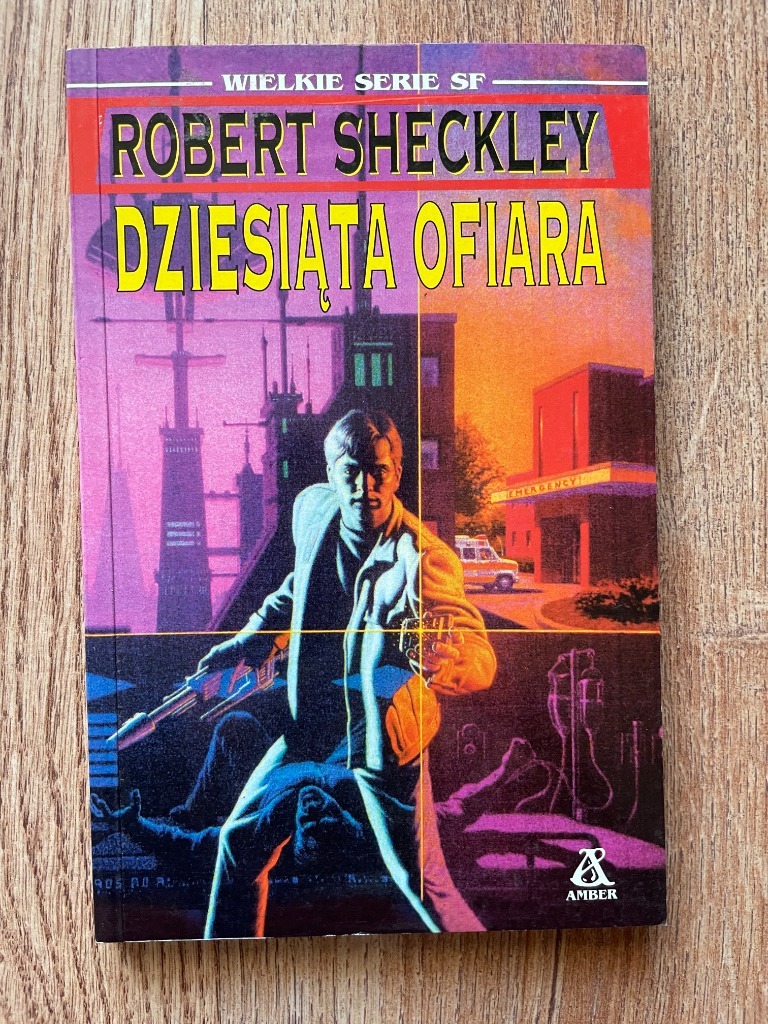 WIELKIE SERIE SF
ROBERT SHECKLEY
DZIESIĄTA OFIARA
EMERGENCY
AMBER